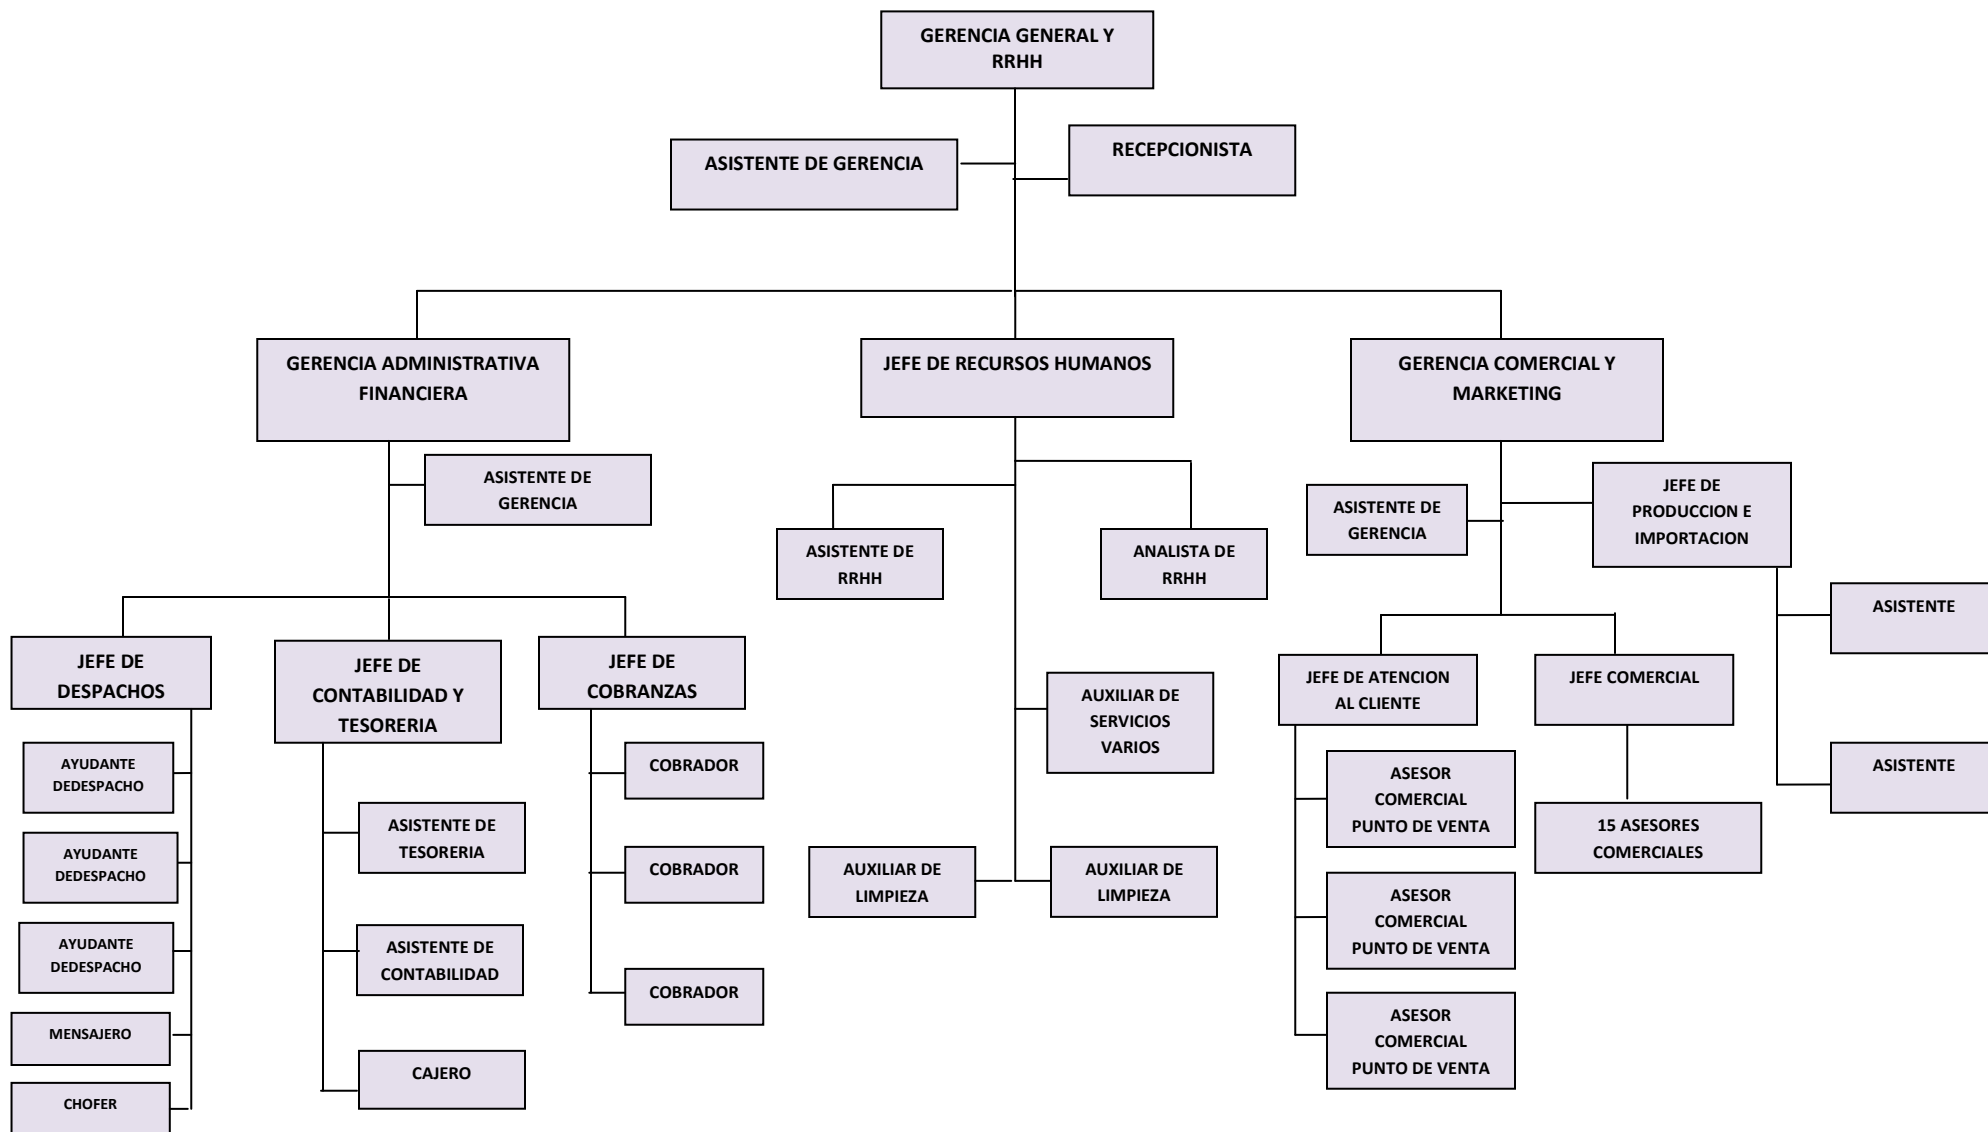 GERENCIA GENERAL Y
RRHH
ASISTENTE DE GERENCIA
RECEPCIONISTA
GERENCIA ADMINISTRATIVA
FINANCIERA
JEFE DE RECURSOS HUMANOS
GERENCIA COMERCIAL Y
MARKETING
ASISTENTE DE
GERENCIA
ASISTENTE DE
RRHH
ANALISTA DE
RRHH
ASISTENTE DE
GERENCIA
JEFE DE
PRODUCCION E
IMPORTACION
ASISTENTE
ASISTENTE
JEFE DE
DESPACHOS
JEFE DE
CONTABILIDAD Y
TESORERIA
JEFE DE
COBRANZAS
AYUDANTE
DEDESPACHO
AYUDANTE
DEDESPACHO
AYUDANTE
DEDESPACHO
MENSAJERO
CHOFER
ASISTENTE DE
TESORERIA
ASISTENTE DE
CONTABILIDAD
CAJERO
COBRADOR
COBRADOR
COBRADOR
AUXILIAR DE
SERVICIOS
VARIOS
AUXILIAR DE
LIMPIEZA
AUXILIAR DE
LIMPIEZA
JEFE DE ATENCION
AL CLIENTE
JEFE COMERCIAL
ASESOR
COMERCIAL
PUNTO DE VENTA
ASESOR
COMERCIAL
PUNTO DE VENTA
ASESOR
COMERCIAL
PUNTO DE VENTA
15 ASESORES
COMERCIALES